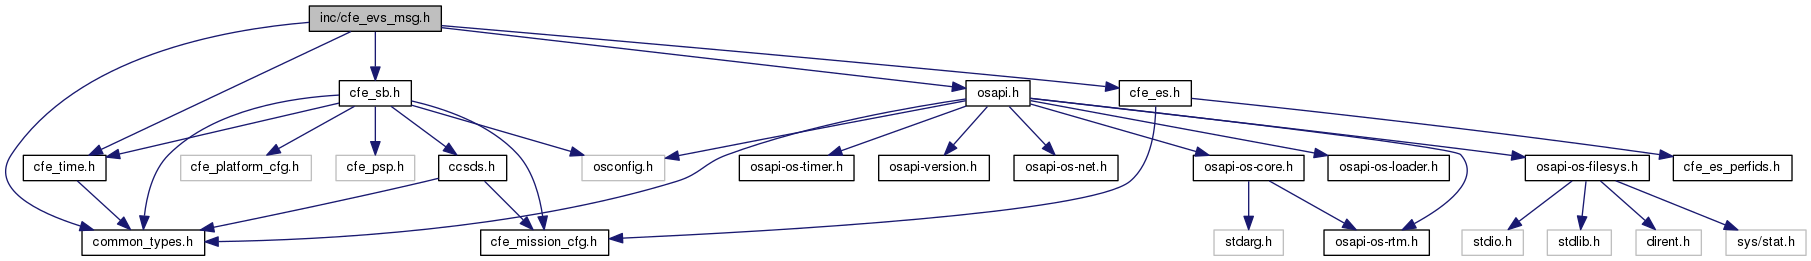 inc/cfe_evs_msg.h
cfe_sb.h
osapi.h
cfe_es.h
cfe_time.h
cfe_platform_cfg.h
cfe_psp.h
ccsds.h
osconfig.h
osapi-os-timer.h
osapi-version.h
osapi-os-net.h
osapi-os-core.h
osapi-os-loader.h
osapi-os-filesys.h
cfe_es_perfids.h
common_types.h
cfe_mission_cfg.h
stdarg.h
osapi-os-rtm.h
stdio.h
stdlib.h
dirent.h
sys/stat.h